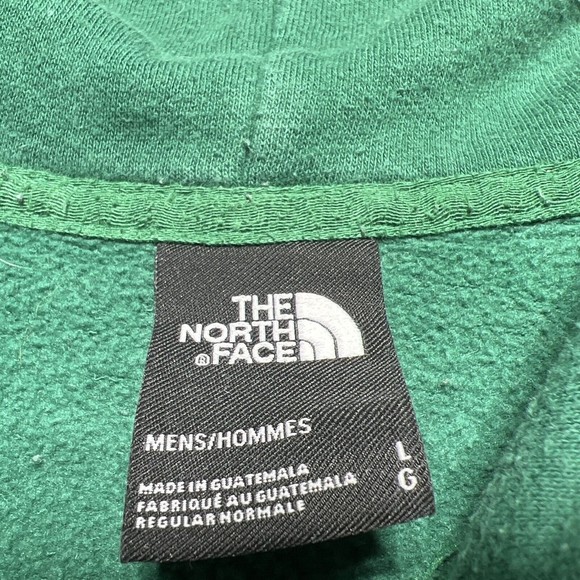 THE
NORTH
®FACE
MENS/HOMMES
L
G
MADE IN GUATEMALA
FABRIQUÉ AU GUATEMALA
REGULAR NORMALE